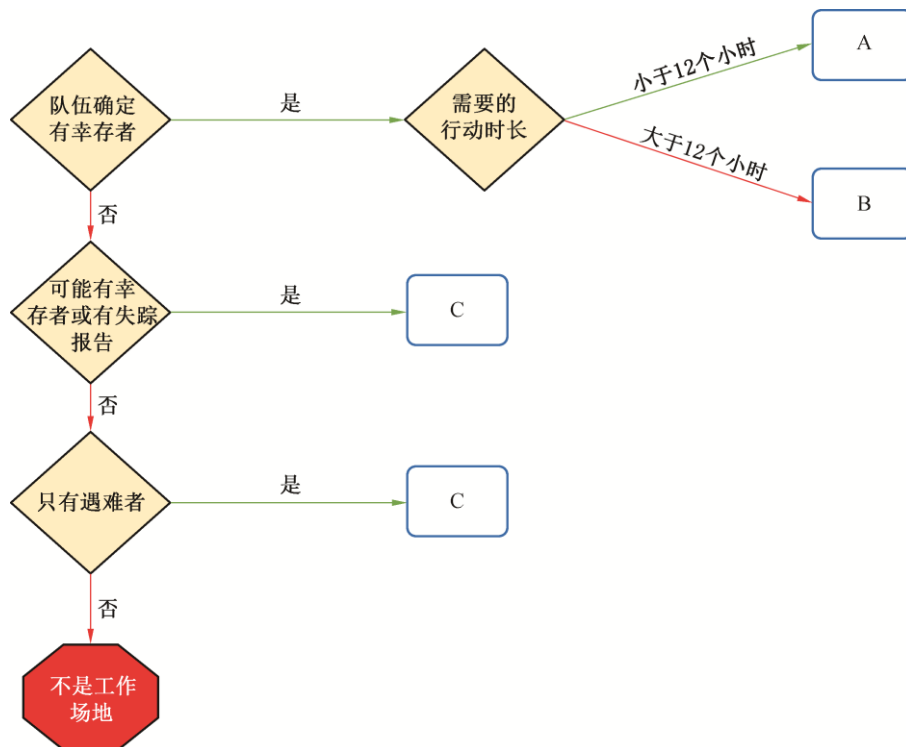 队伍确定
有幸存者
是
需要的
行动时长
小于12个小时
A
大于12个小时
B
否
可能有幸
存者或有失踪
报告
是
C
否
只有遇难者
是
C
否
不是工作
场地